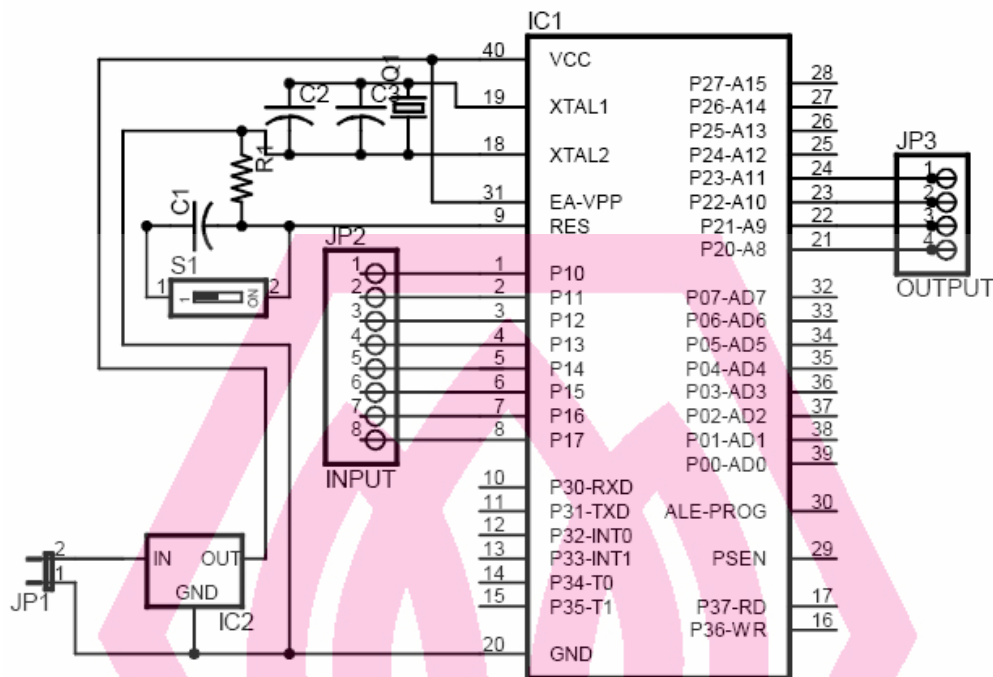 IC1
40 VCC
19 XTAL1
18 XTAL2
31 EA-VPP
9 RES
1 P10
2 P11
3 P12
4 P13
5 P14
6 P15
7 P16
8 P17
10 P30-RXD
11 P31-TXD
12 P32-INT0
13 P33-INT1
14 P34-T0
15 P35-T1
20 GND
P27-A15 28
P26-A14 27
P25-A13 26
P24-A12 25
P23-A11 24
P22-A10 23
P21-A9 22
P20-A8 21
P07-AD7 32
P06-AD6 33
P05-AD5 34
P04-AD4 35
P03-AD3 36
P02-AD2 37
P01-AD1 38
P00-AD0 39
ALE-PROG 30
PSEN 29
P37-RD 17
P36-WR 16
JP3
1
2
3
4
OUTPUT
C2
C3
Q1
R1
C1
S1
1
2
1
ON
JP2
1
2
3
4
5
6
7
8
INPUT
2
1
JP1
IN OUT
GND
IC2